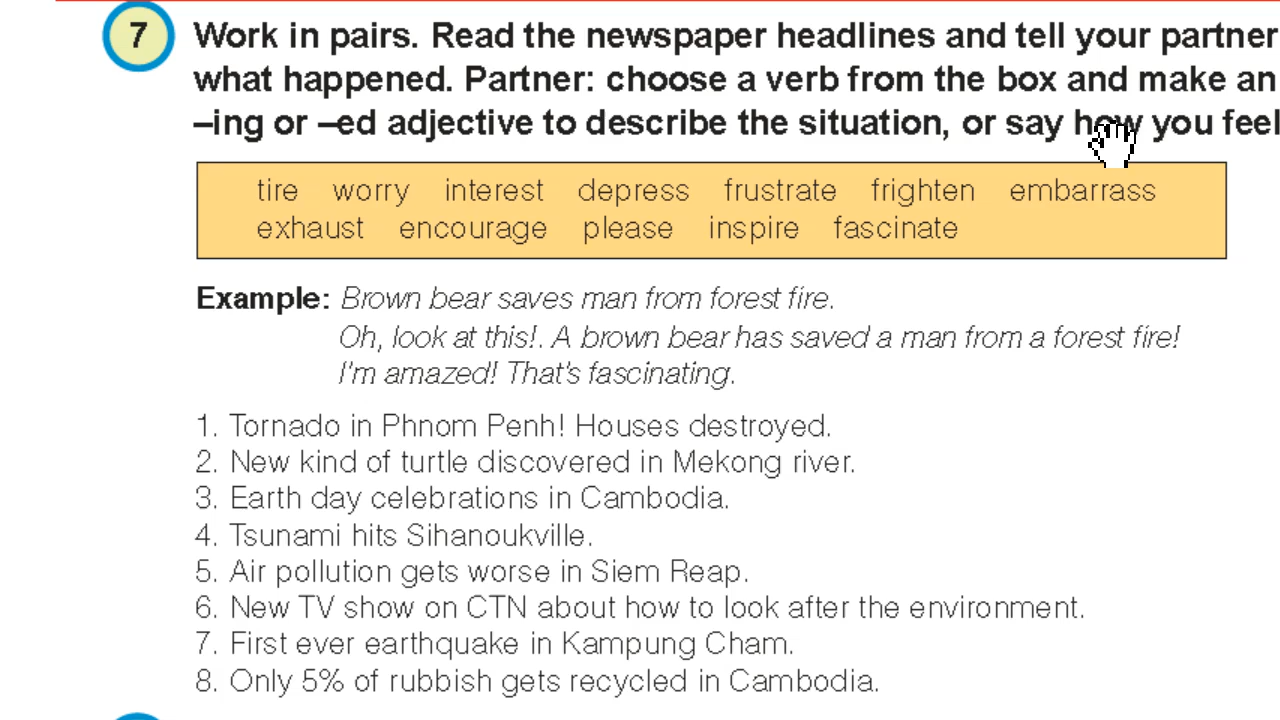 7 Work in pairs. Read the newspaper headlines and tell your partner
what happened. Partner: choose a verb from the box and make an
–ing or –ed adjective to describe the situation, or say how you feel
tire worry interest depress frustrate frighten embarrass
exhaust encourage please inspire fascinate
Example: Brown bear saves man from forest fire.
Oh, look at this!. A brown bear has saved a man from a forest fire!
I'm amazed! That's fascinating.
1. Tornado in Phnom Penh! Houses destroyed.
2. New kind of turtle discovered in Mekong river.
3. Earth day celebrations in Cambodia.
4. Tsunami hits Sihanoukville.
5. Air pollution gets worse in Siem Reap.
6. New TV show on CTN about how to look after the environment.
7. First ever earthquake in Kampung Cham.
8. Only 5% of rubbish gets recycled in Cambodia.